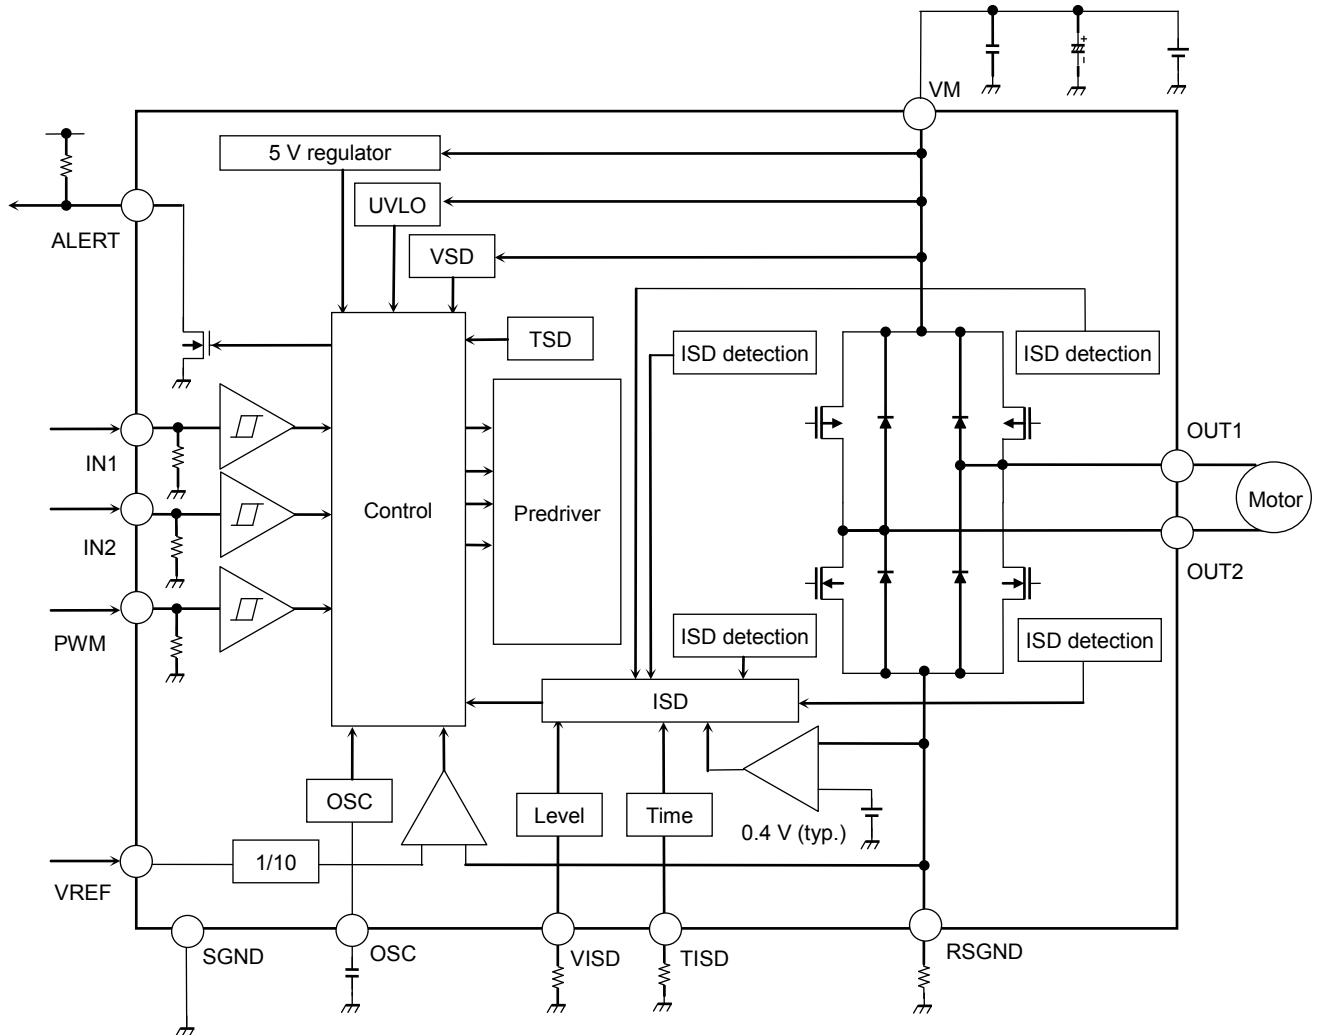 VM
+
-
5 V regulator
UVLO
ALERT
VSD
TSD
ISD detection
ISD detection
OUT1
IN1
Control
Predriver
Motor
IN2
OUT2
PWM
ISD detection
ISD detection
ISD
OSC
Level
Time
0.4 V (typ.)
1/10
VREF
SGND
OSC
VISD
TISD
RSGND